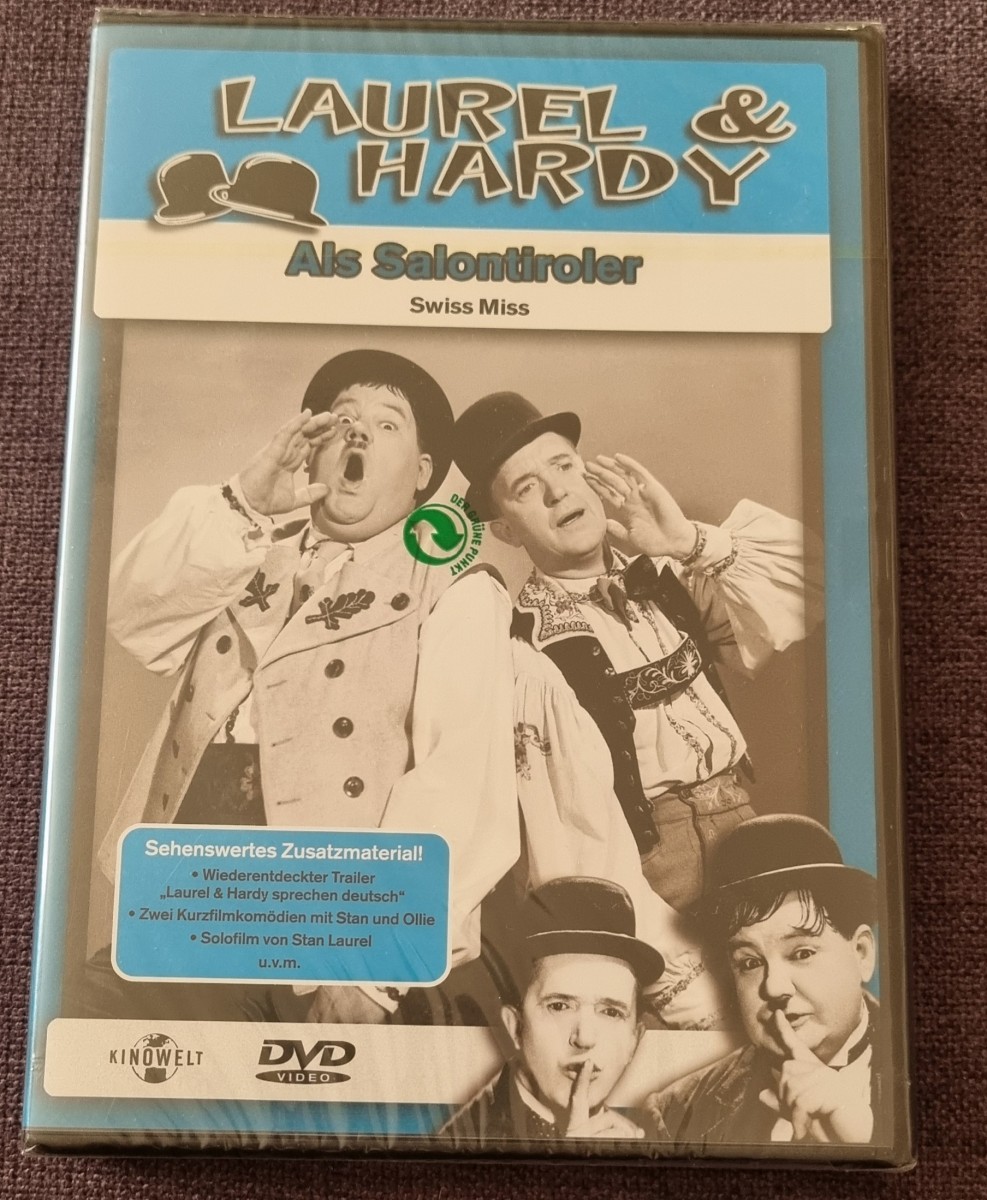 LAUREL &
HARDY
Als Salontiroler
Swiss Miss
DER GRÜNE PUNKT
Sehenswertes Zusatzmaterial!
• Wiederentdeckter Trailer
„Laurel & Hardy sprechen deutsch“
• Zwei Kurzfilmkomödien mit Stan und Ollie
• Solofilm von Stan Laurel
u.v.m.
KINOWELT
DVD
VIDEO